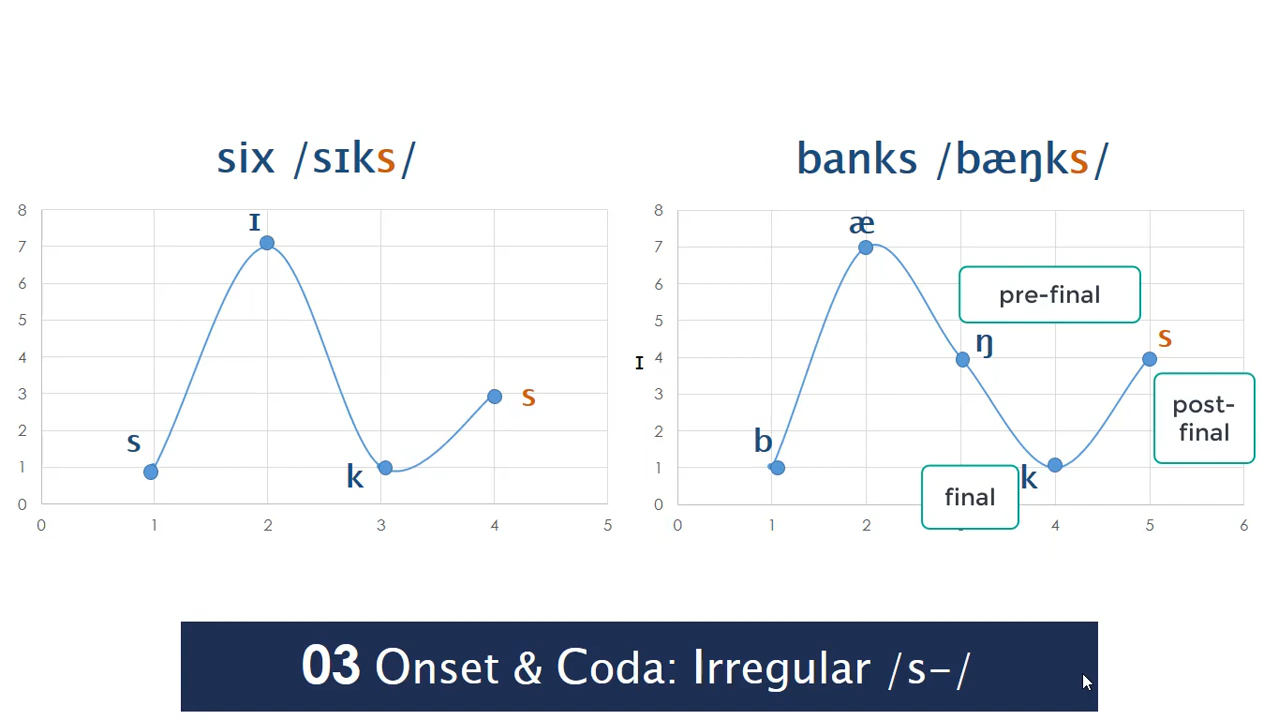 six /sɪks/
banks /bæŋks/
8
7
6
5
4
3
2
1
0
0 1 2 3 4 5
s
ɪ
k
s
8
7
6
5
4
3
2
1
0
0 1 2 4 5 6
b
æ
ŋ
k
s
pre-final
post-
final
final
03 Onset & Coda: Irregular /s–/